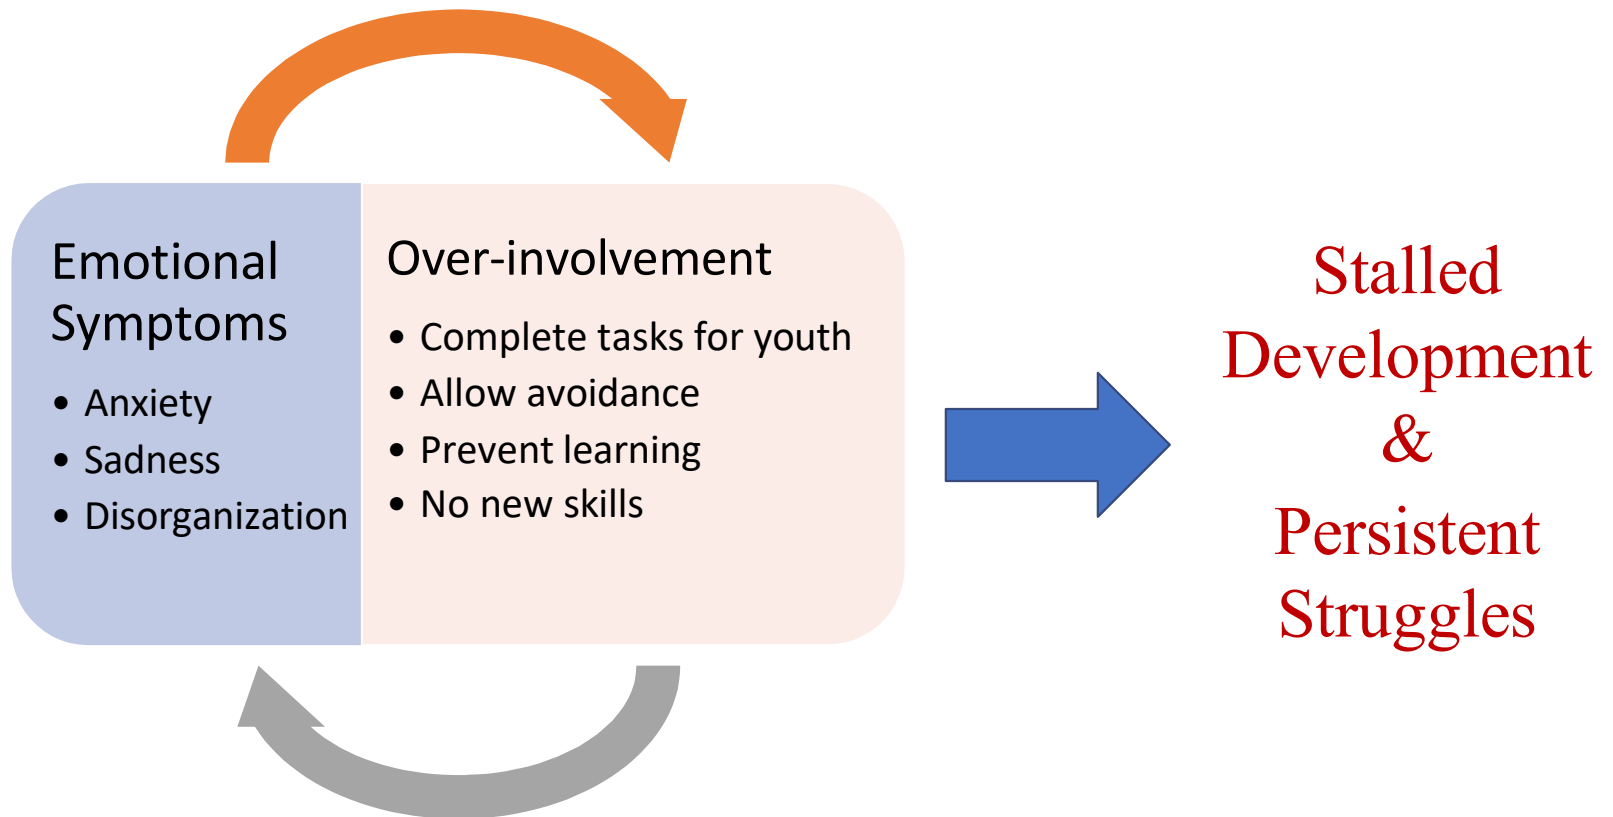 Emotional
Symptoms
• Anxiety
• Sadness
• Disorganization
Over-involvement
• Complete tasks for youth
• Allow avoidance
• Prevent learning
• No new skills
Stalled
Development
&
Persistent
Struggles